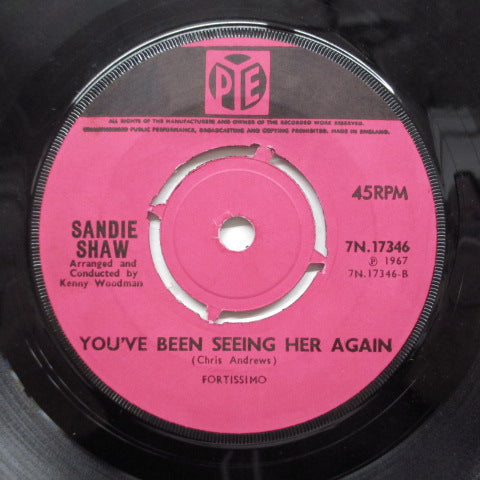 PYE
ALL RIGHTS OF THE MANUFACTURER AND OWNER OF THE RECORDED WORK RESERVED.
UNAUTHORISED PUBLIC PERFORMANCE, BROADCASTING AND COPYING PROHIBITED. MADE IN ENGLAND.
45RPM
SANDIE
SHAW
Arranged and
Conducted by
Kenny Woodman
7N.17346
℗ 1967
7N.17346-B
YOU'VE BEEN SEEING HER AGAIN
(Chris Andrews)
FORTISSIMO